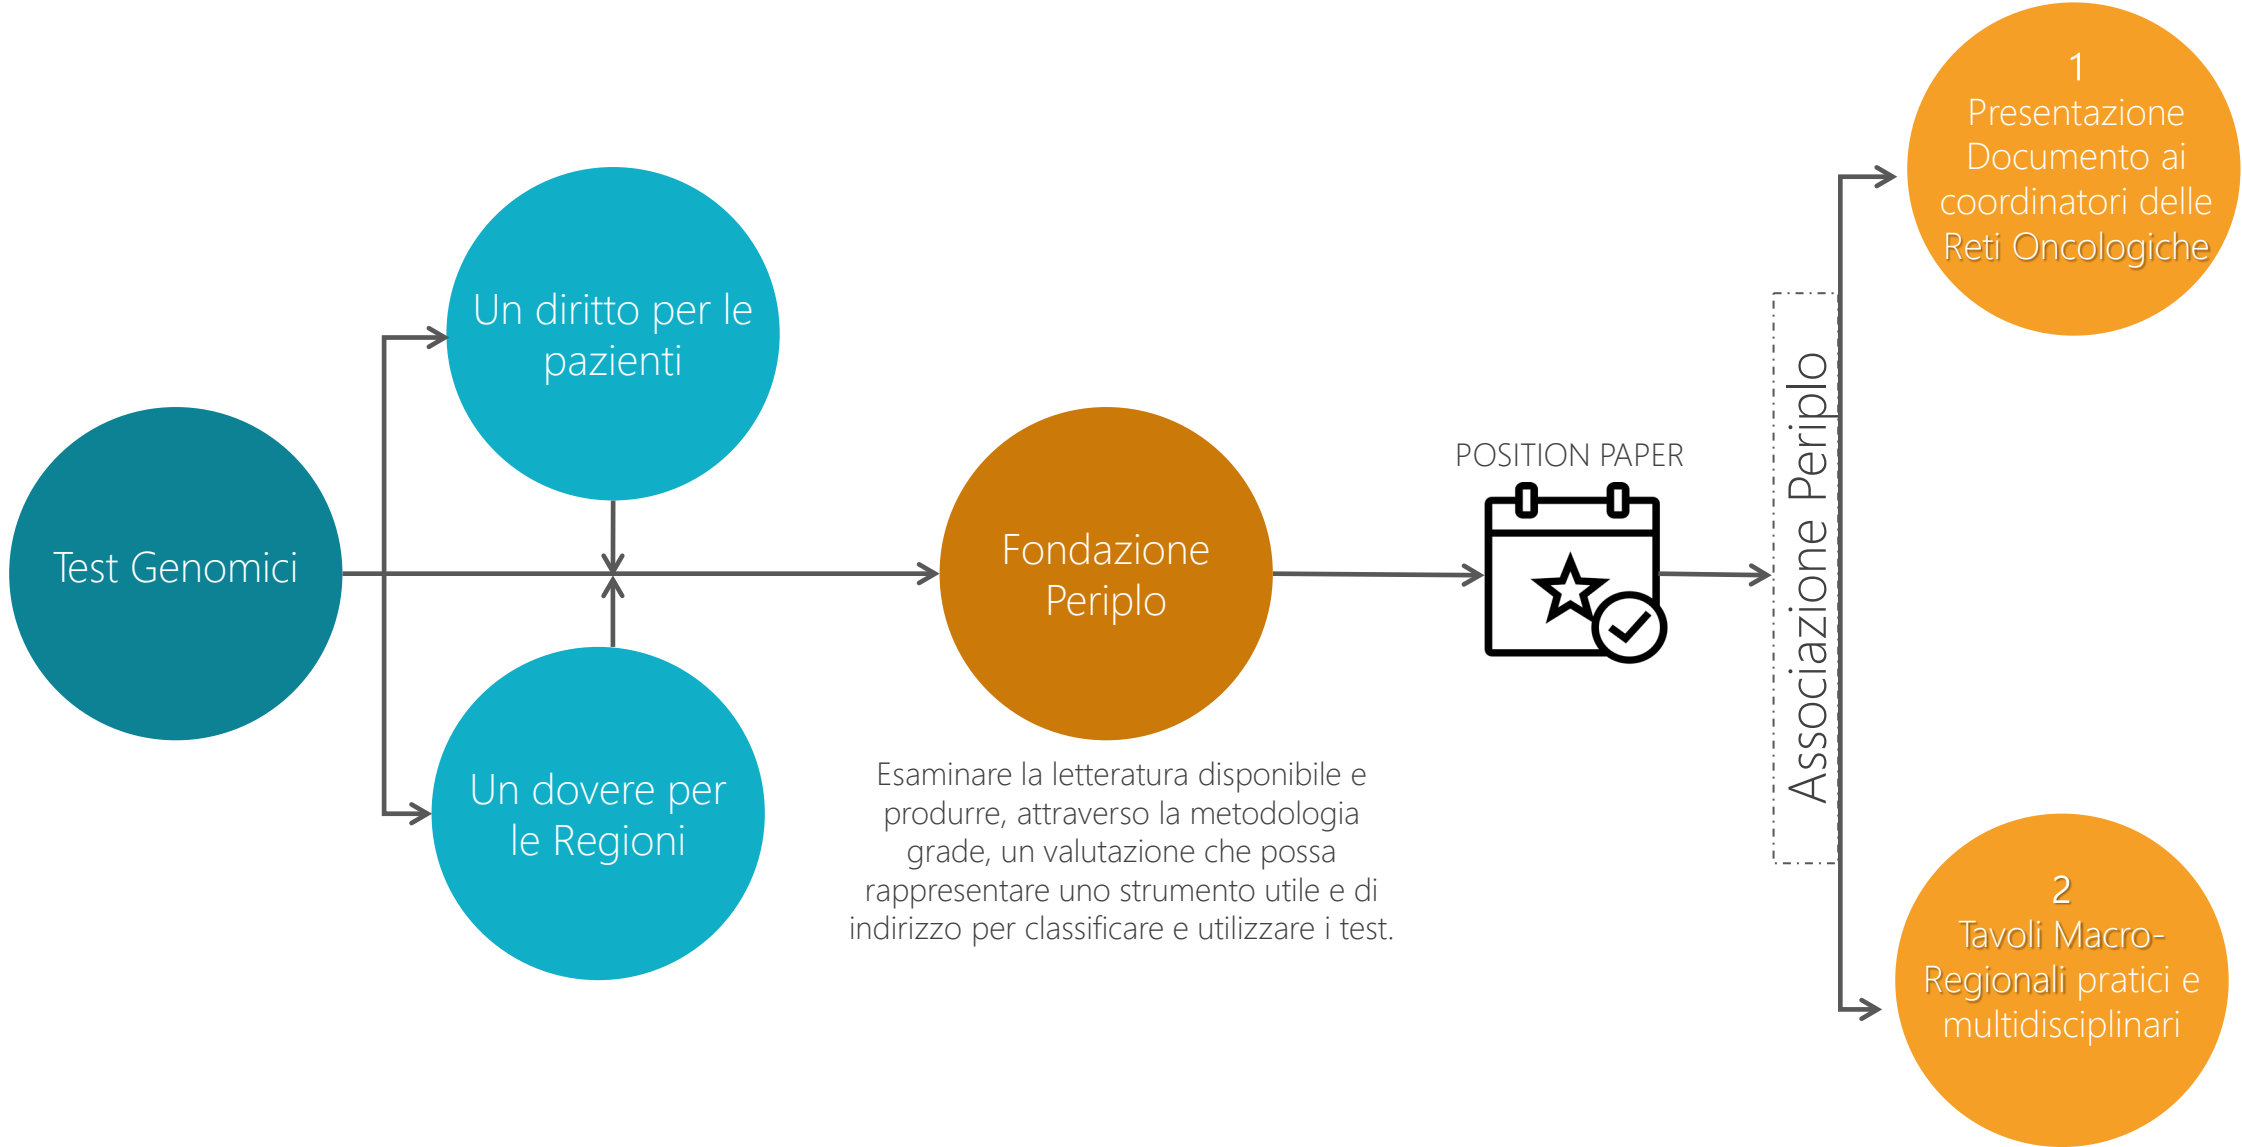 Test Genomici
Un diritto per le
pazienti
Un dovere per
le Regioni
Fondazione
Periplo
Esaminare la letteratura disponibile e
produrre, attraverso la metodologia
grade, un valutazione che possa
rappresentare uno strumento utile e di
indirizzo per classificare e utilizzare i test.
POSITION PAPER
Associazione Periplo
1
Presentazione
Documento ai
coordinatori delle
Reti Oncologiche
2
Tavoli Macro-
Regionali pratici e
multidisciplinari